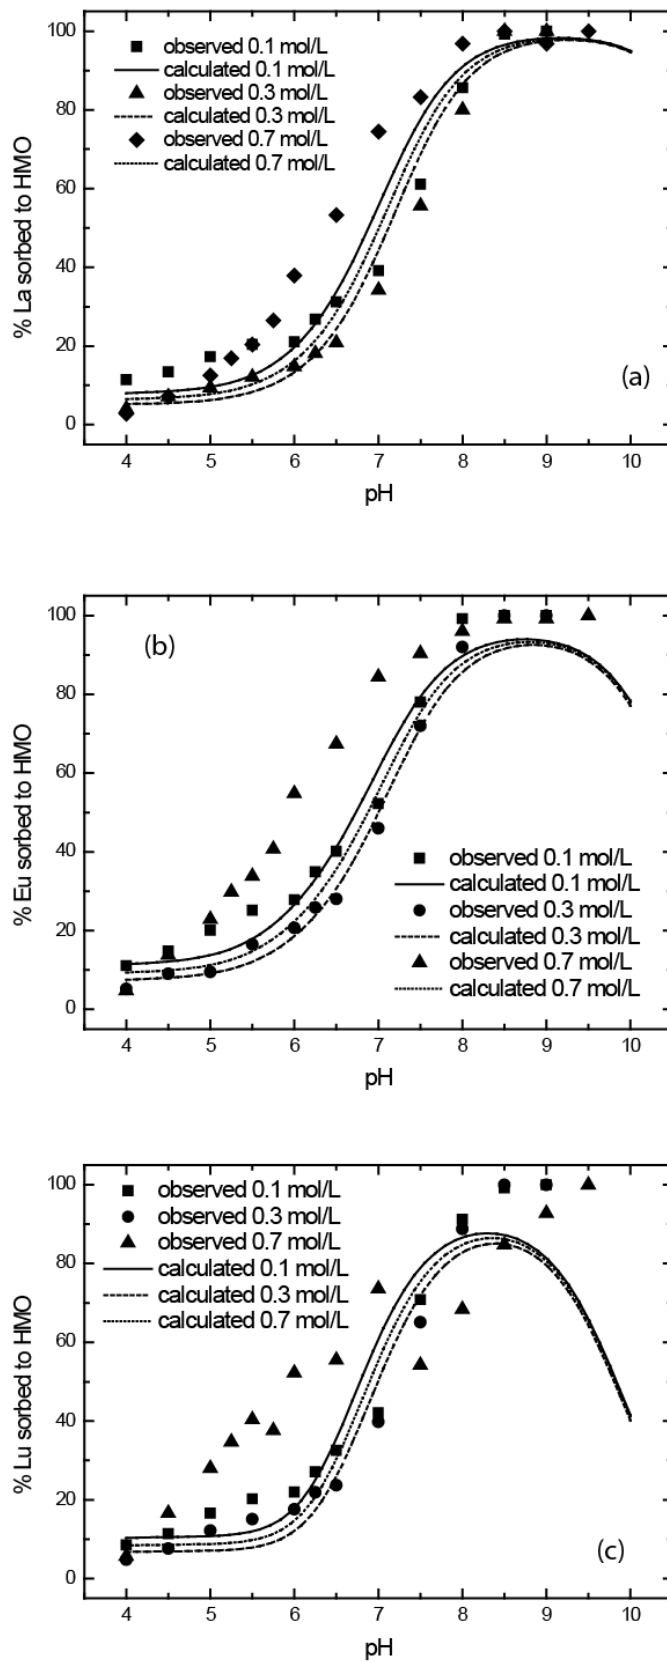 observed 0.1 mol/L
calculated 0.1 mol/L
observed 0.3 mol/L
calculated 0.3 mol/L
observed 0.7 mol/L
calculated 0.7 mol/L
(a)
% La sorbed to HMO
100
80
60
40
20
0
4 5 6 7 8 9 10
pH
(b)
observed 0.1 mol/L
calculated 0.1 mol/L
observed 0.3 mol/L
calculated 0.3 mol/L
observed 0.7 mol/L
calculated 0.7 mol/L
% Eu sorbed to HMO
100
80
60
40
20
0
4 5 6 7 8 9 10
pH
observed 0.1 mol/L
observed 0.3 mol/L
observed 0.7 mol/L
calculated 0.1 mol/L
calculated 0.3 mol/L
calculated 0.7 mol/L
(c)
% Lu sorbed to HMO
100
80
60
40
20
0
4 5 6 7 8 9 10
pH